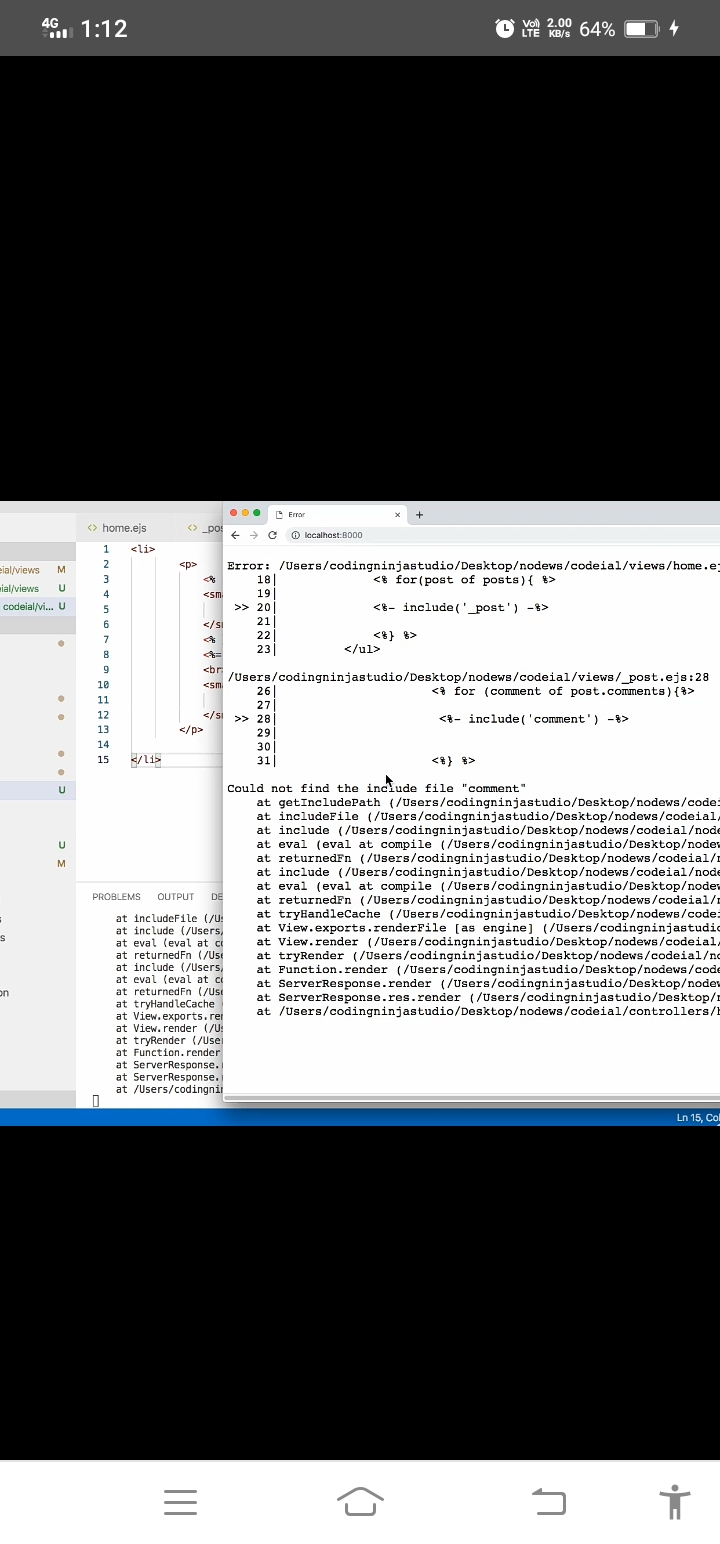 4G 1:12 Vo) LTE 2.00 KB/s 64%
home.ejs
_pos
Error
localhost:8000
eial/views M
ial/views U
codeial/vi... U
U
U
M
s
s
on
1 <li>
2 <p>
3 <%
4 <sma
5
6 </sm
7 <%
8 <%=
9 <br
10 <sma
11
12 </sm
13 </p>
14
15 </li>
PROBLEMS OUTPUT DE
at includeFile (/Us
at include (/Users/
at eval (eval at co
at returnedFn (/Use
at include (/Users/
at eval (eval at co
at returnedFn (/Use
at tryHandleCache
at View.exports.ren
at View.render (/Us
at tryRender (/User
at Function.render
at ServerResponse.
at ServerResponse.
at /Users/codingnin
Error: /Users/codingninjastudio/Desktop/nodews/codeial/views/home.ej
18| <% for(post of posts){ %>
19|
>> 20| <%- include('_post') -%>
21|
22| <%} %>
23| </ul>
/Users/codingninjastudio/Desktop/nodews/codeial/views/_post.ejs:28
26| <% for (comment of post.comments){%>
27|
>> 28| <%- include('comment') -%>
29|
30|
31| <%} %>
Could not find the include file "comment"
at getIncludePath (/Users/codingninjastudio/Desktop/nodews/codei
at includeFile (/Users/codingninjastudio/Desktop/nodews/codeial/
at include (/Users/codingninjastudio/Desktop/nodews/codeial/node
at eval (eval at compile (/Users/codingninjastudio/Desktop/nodew
at returnedFn (/Users/codingninjastudio/Desktop/nodews/codeial/n
at include (/Users/codingninjastudio/Desktop/nodews/codeial/node
at eval (eval at compile (/Users/codingninjastudio/Desktop/nodew
at returnedFn (/Users/codingninjastudio/Desktop/nodews/codeial/n
at tryHandleCache (/Users/codingninjastudio/Desktop/nodews/codei
at View.exports.renderFile [as engine] (/Users/codingninjastudio
at View.render (/Users/codingninjastudio/Desktop/nodews/codeial/
at tryRender (/Users/codingninjastudio/Desktop/nodews/codeial/no
at Function.render (/Users/codingninjastudio/Desktop/nodews/code
at ServerResponse.render (/Users/codingninjastudio/Desktop/nodew
at ServerResponse.res.render (/Users/codingninjastudio/Desktop/n
at /Users/codingninjastudio/Desktop/nodews/codeial/controllers/h
Ln 15, Col